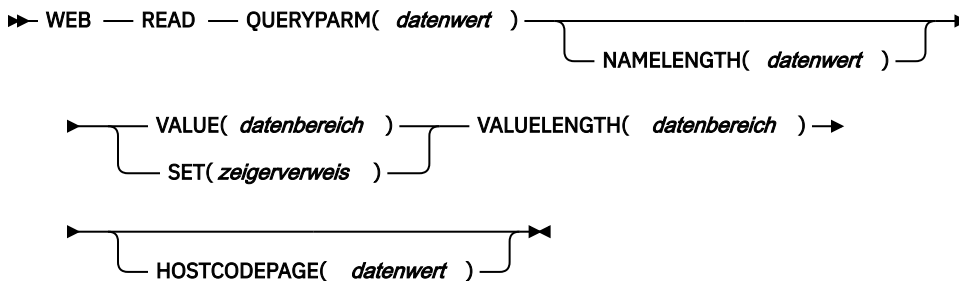 WEB READ QUERYPARM( datenwert )
NAMELENGTH( datenwert )
VALUE( datenbereich ) VALUELENGTH( datenbereich )
SET( zeigerverweis )
HOSTCODEPAGE( datenwert )